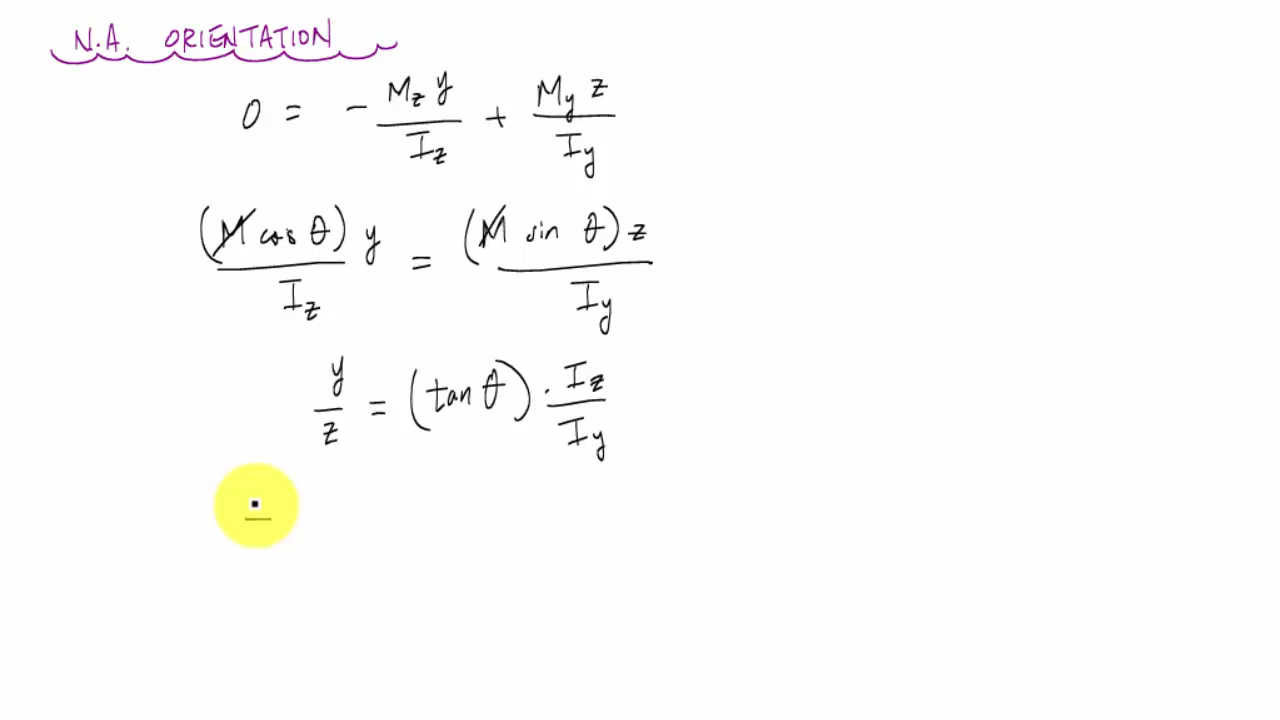 N.A. ORIENTATION
0 = - M_z y / I_z + M_y z / I_y
(M cos θ) y / I_z = (M sin θ) z / I_y
y / z = (tan θ) · I_z / I_y